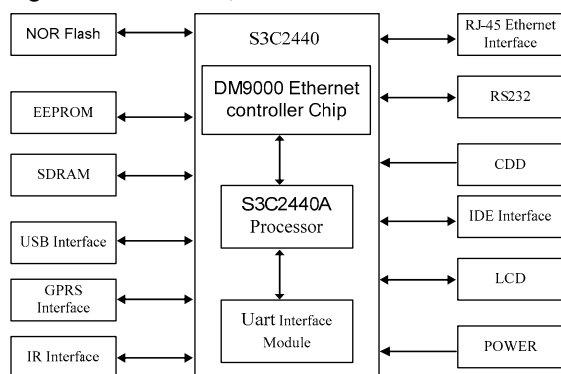 NOR Flash
EEPROM
SDRAM
USB Interface
GPRS
Interface
IR Interface
S3C2440
DM9000 Ethernet
controller Chip
S3C2440A
Processor
Uart Interface
Module
RJ-45 Ethernet
Interface
RS232
CDD
IDE Interface
LCD
POWER